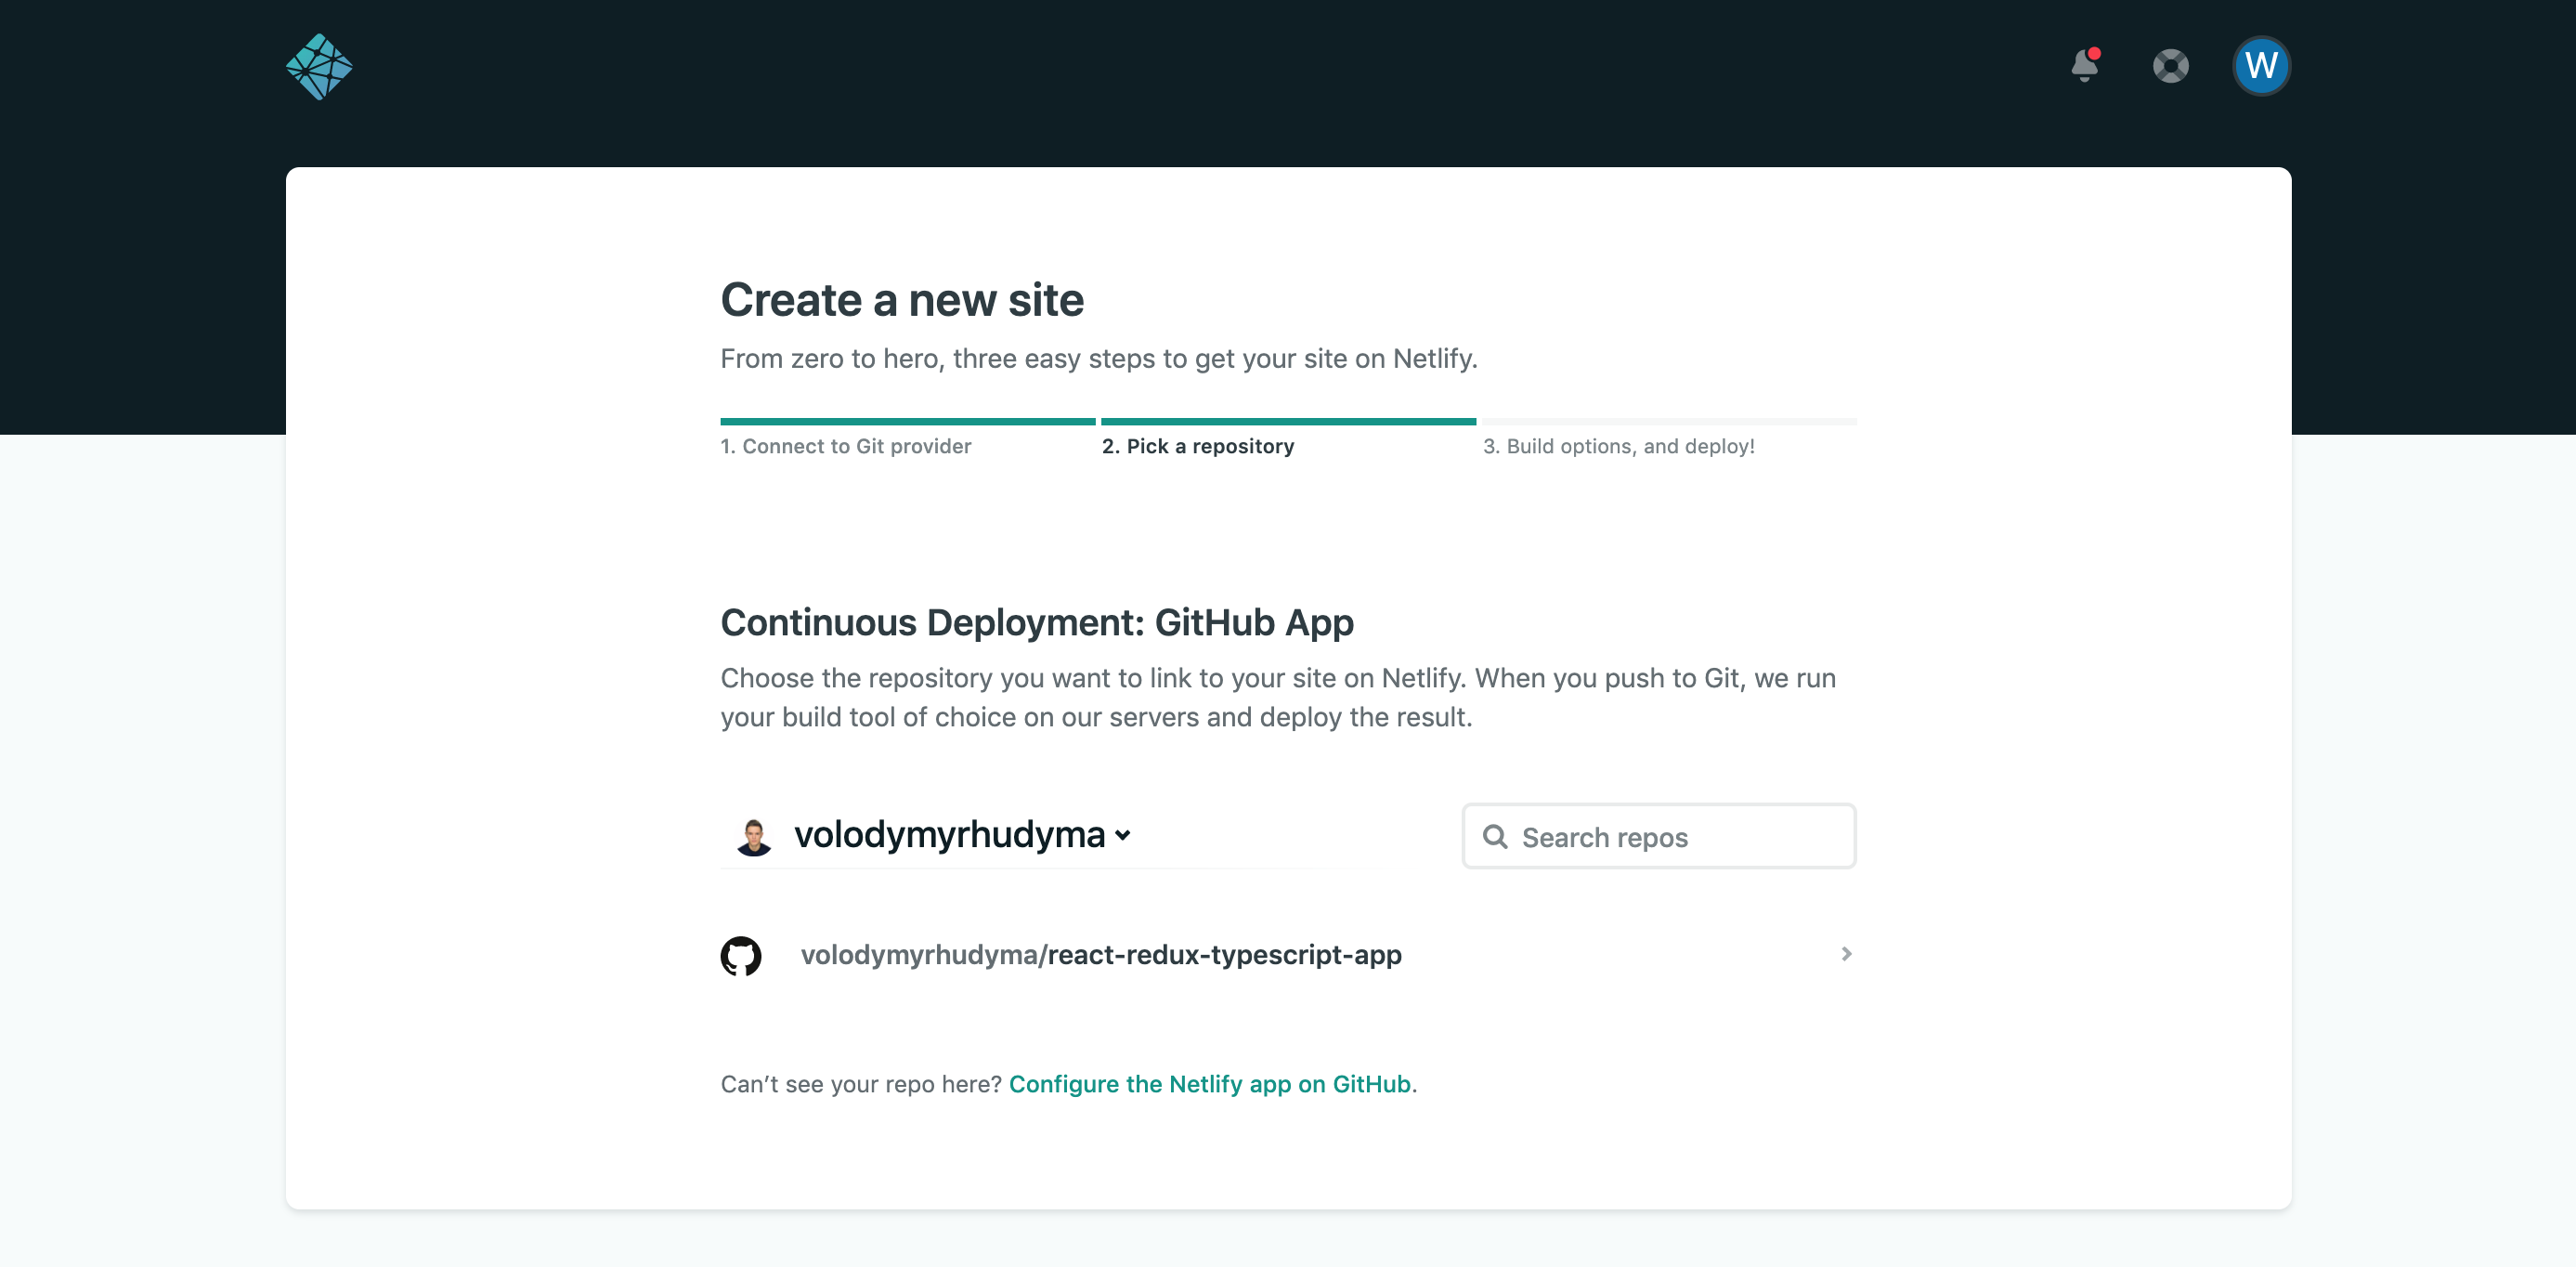 W
Create a new site
From zero to hero, three easy steps to get your site on Netlify.
1. Connect to Git provider
2. Pick a repository
3. Build options, and deploy!
Continuous Deployment: GitHub App
Choose the repository you want to link to your site on Netlify. When you push to Git, we run
your build tool of choice on our servers and deploy the result.
volodymyrhudyma
Search repos
volodymyrhudyma/react-redux-typescript-app
Can’t see your repo here? Configure the Netlify app on GitHub.